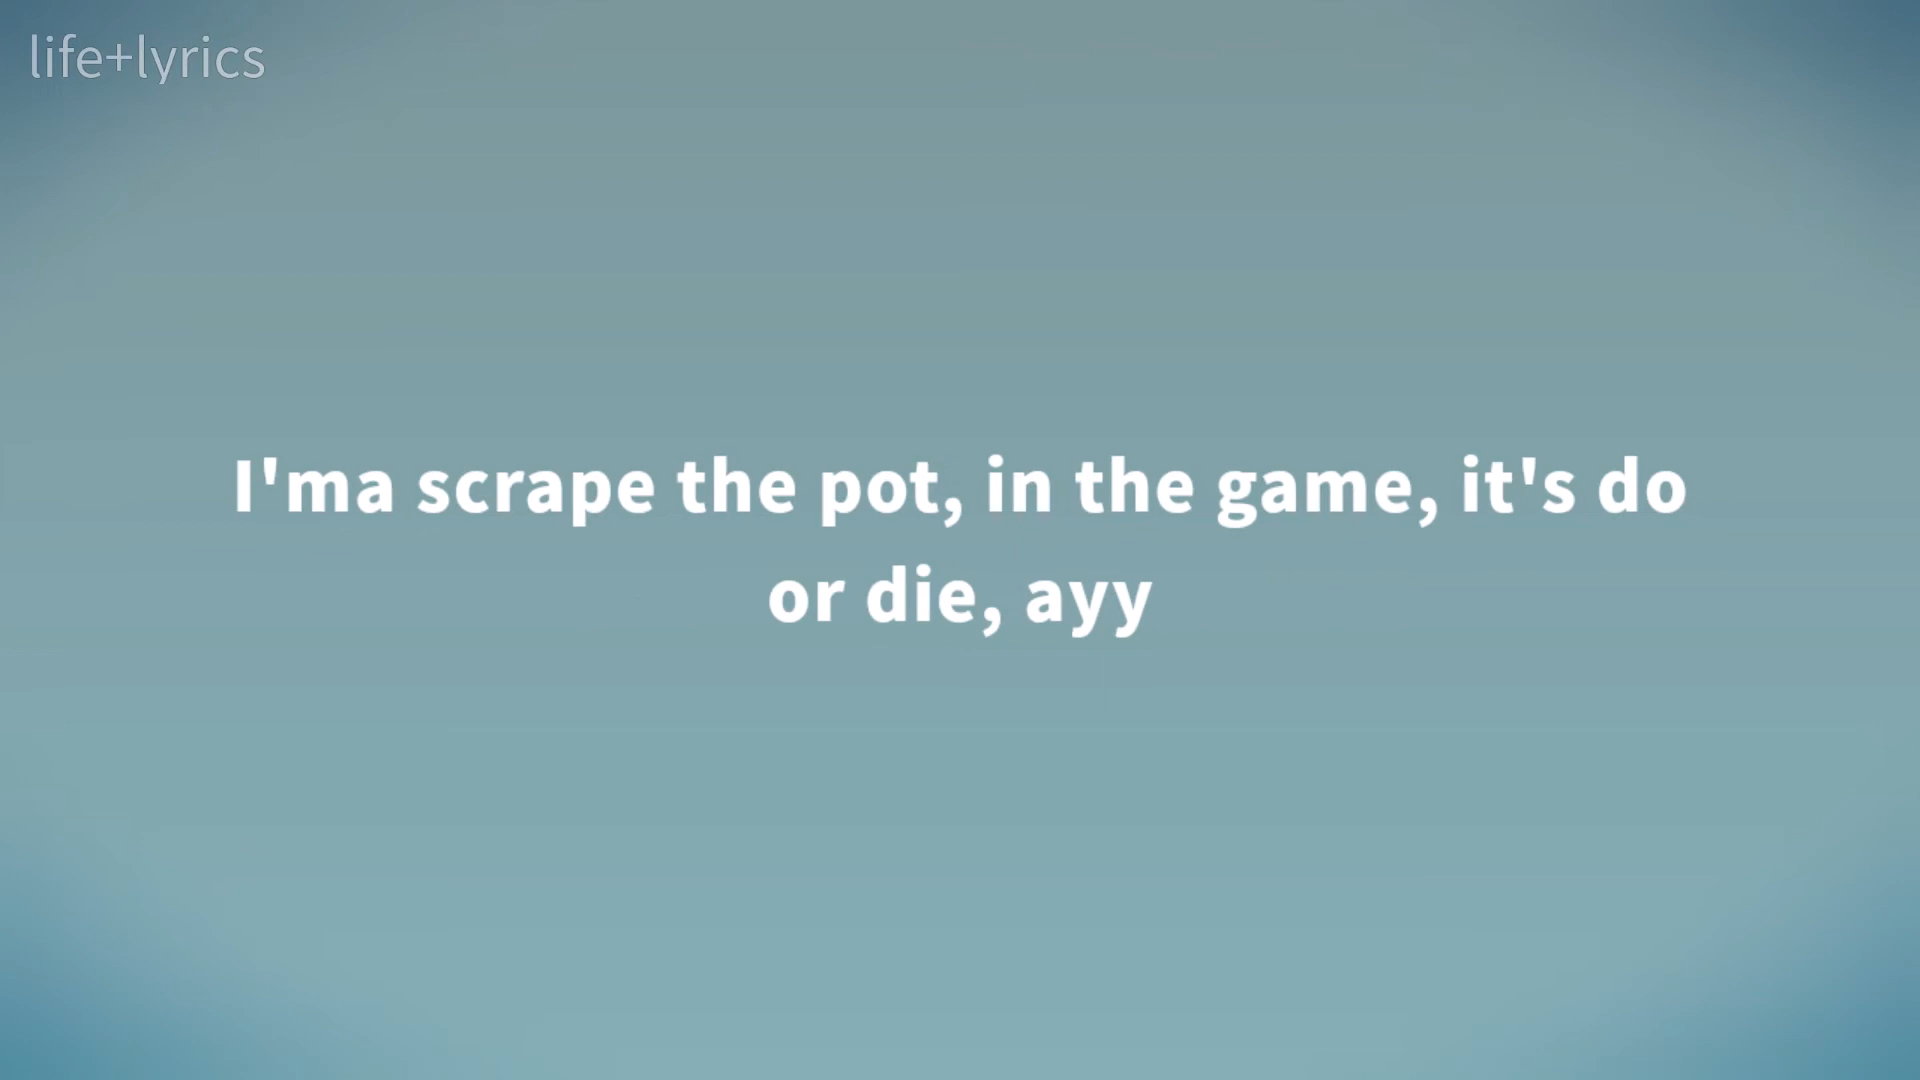 life+lyrics
I'ma scrape the pot, in the game, it's do
or die, ayy